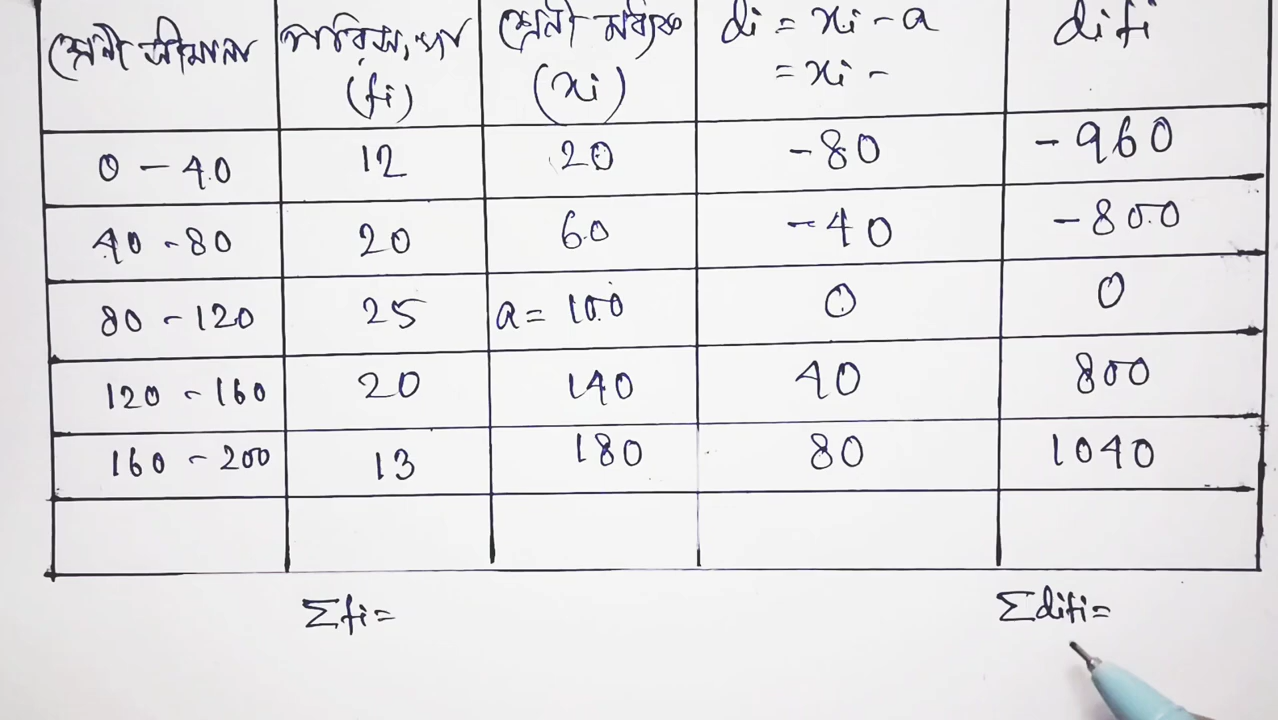 শ্রেণী সীমানা পরিসংখ্যা (fi) শ্রেণী মধ্যক (xi) di = xi - a = xi - difi
0 - 40 12 20 -80 -960
40 - 80 20 60 -40 -800
80 - 120 25 a = 100 0 0
120 - 160 20 140 40 800
160 - 200 13 180 80 1040
Σfi = Σdifi =